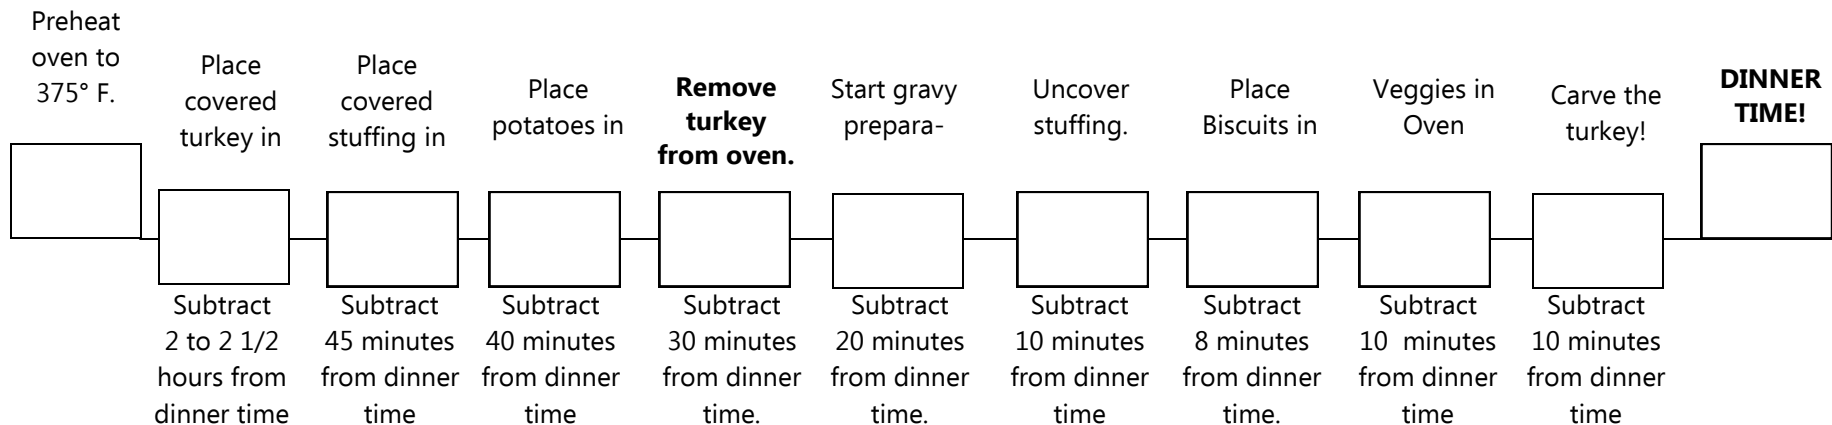 Preheat
oven to
375° F.
Place
covered
turkey in
Place
covered
stuffing in
Place
potatoes in
Remove
turkey
from oven.
Start gravy
prepara-
Uncover
stuffing.
Place
Biscuits in
Veggies in
Oven
Carve the
turkey!
DINNER
TIME!
Subtract
2 to 2 1/2
hours from
dinner time
Subtract
45 minutes
from dinner
time
Subtract
40 minutes
from dinner
time
Subtract
30 minutes
from dinner
time.
Subtract
20 minutes
from dinner
time.
Subtract
10 minutes
from dinner
time
Subtract
8 minutes
from dinner
time.
Subtract
10 minutes
from dinner
time
Subtract
10 minutes
from dinner
time